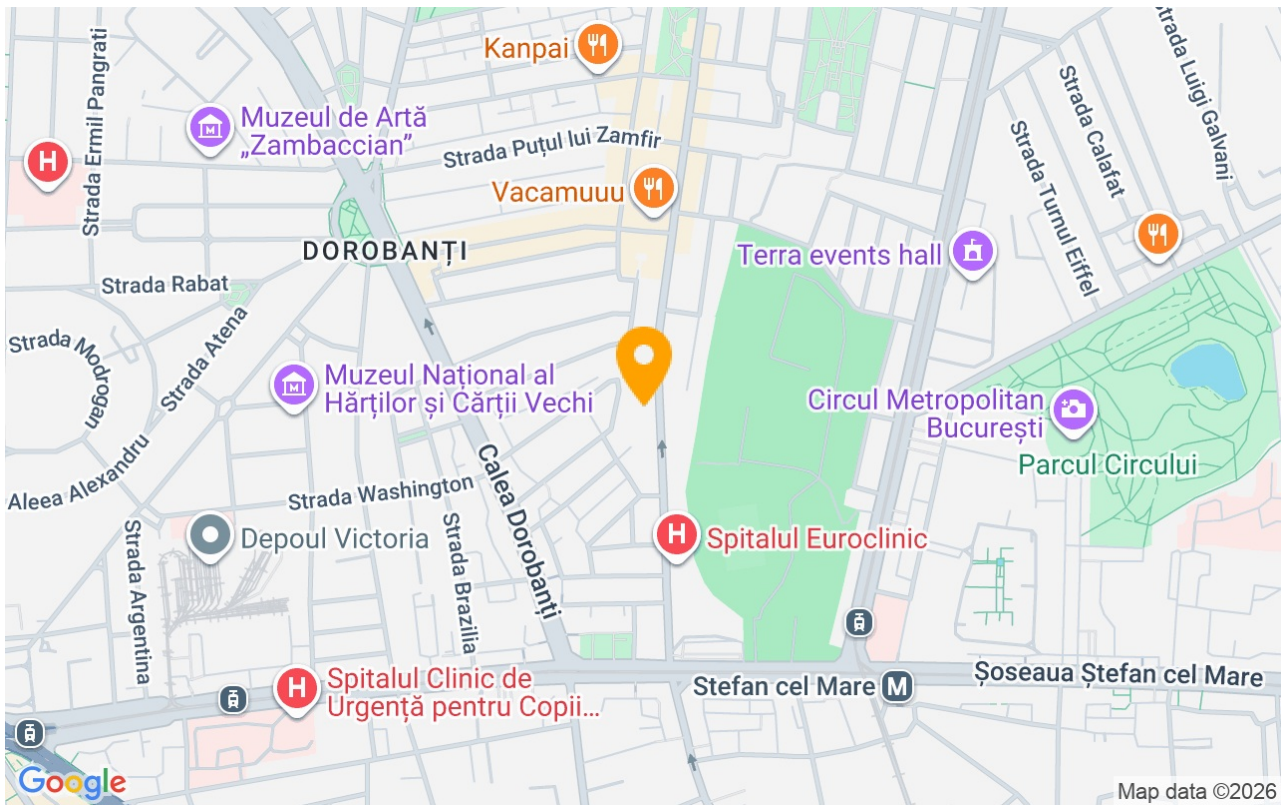 Kanpai
Strada Ermil Pangrati
Muzeul de Artă
„Zambaccian”
Strada Puțul lui Zamfir
Vacamuuu
Strada Luigi Galvani
Strada Calafat
Strada Turnul Eiffel
DOROBANȚI
Terra events hall
Strada Rabat
Strada Atena
Strada Modrogan
Muzeul Național al
Hărților și Cărții Vechi
Circul Metropolitan
București
Parcul Circului
Aleea Alexandru
Strada Washington
Calea Dorobanți
Depoul Victoria
Strada Brazilia
Strada Argentina
H Spitalul Euroclinic
H
H Spitalul Clinic de
Urgență pentru Copii...
Ștefan cel Mare M
Șoseaua Ștefan cel Mare
Google
Map data ©2026